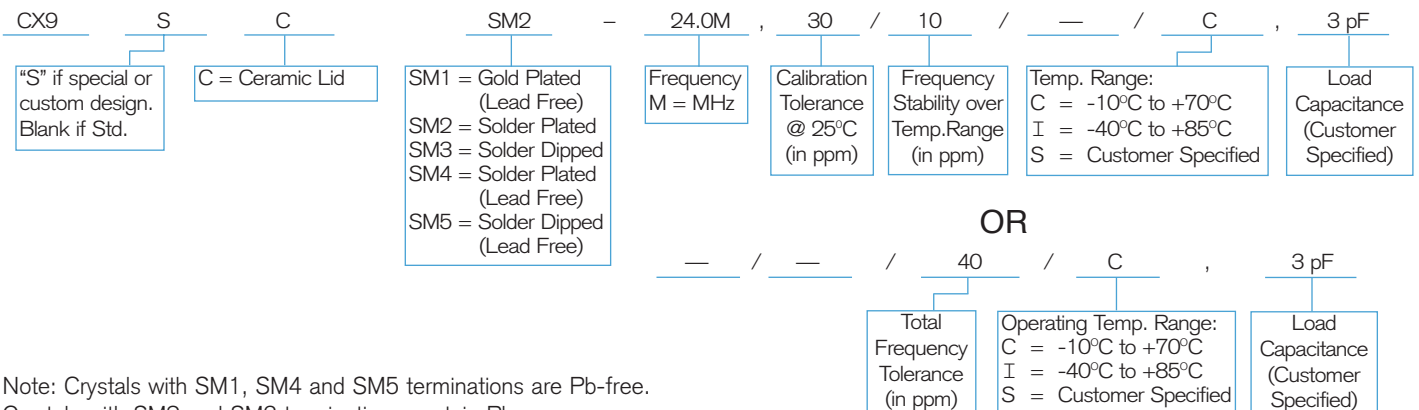 CX9 S C SM2 – 24.0M , 30 / 10 / — / C , 3 pF
"S" if special or
custom design.
Blank if Std.
C = Ceramic Lid
SM1 = Gold Plated
(Lead Free)
SM2 = Solder Plated
SM3 = Solder Dipped
SM4 = Solder Plated
(Lead Free)
SM5 = Solder Dipped
(Lead Free)
Frequency
M = MHz
Calibration
Tolerance
@ 25°C
(in ppm)
Frequency
Stability over
Temp.Range
(in ppm)
Temp. Range:
C = -10°C to +70°C
I = -40°C to +85°C
S = Customer Specified
Load
Capacitance
(Customer
Specified)
OR
— / — / 40 / C , 3 pF
Total
Frequency
Tolerance
(in ppm)
Operating Temp. Range:
C = -10°C to +70°C
I = -40°C to +85°C
S = Customer Specified
Load
Capacitance
(Customer
Specified)
Note: Crystals with SM1, SM4 and SM5 terminations are Pb-free.